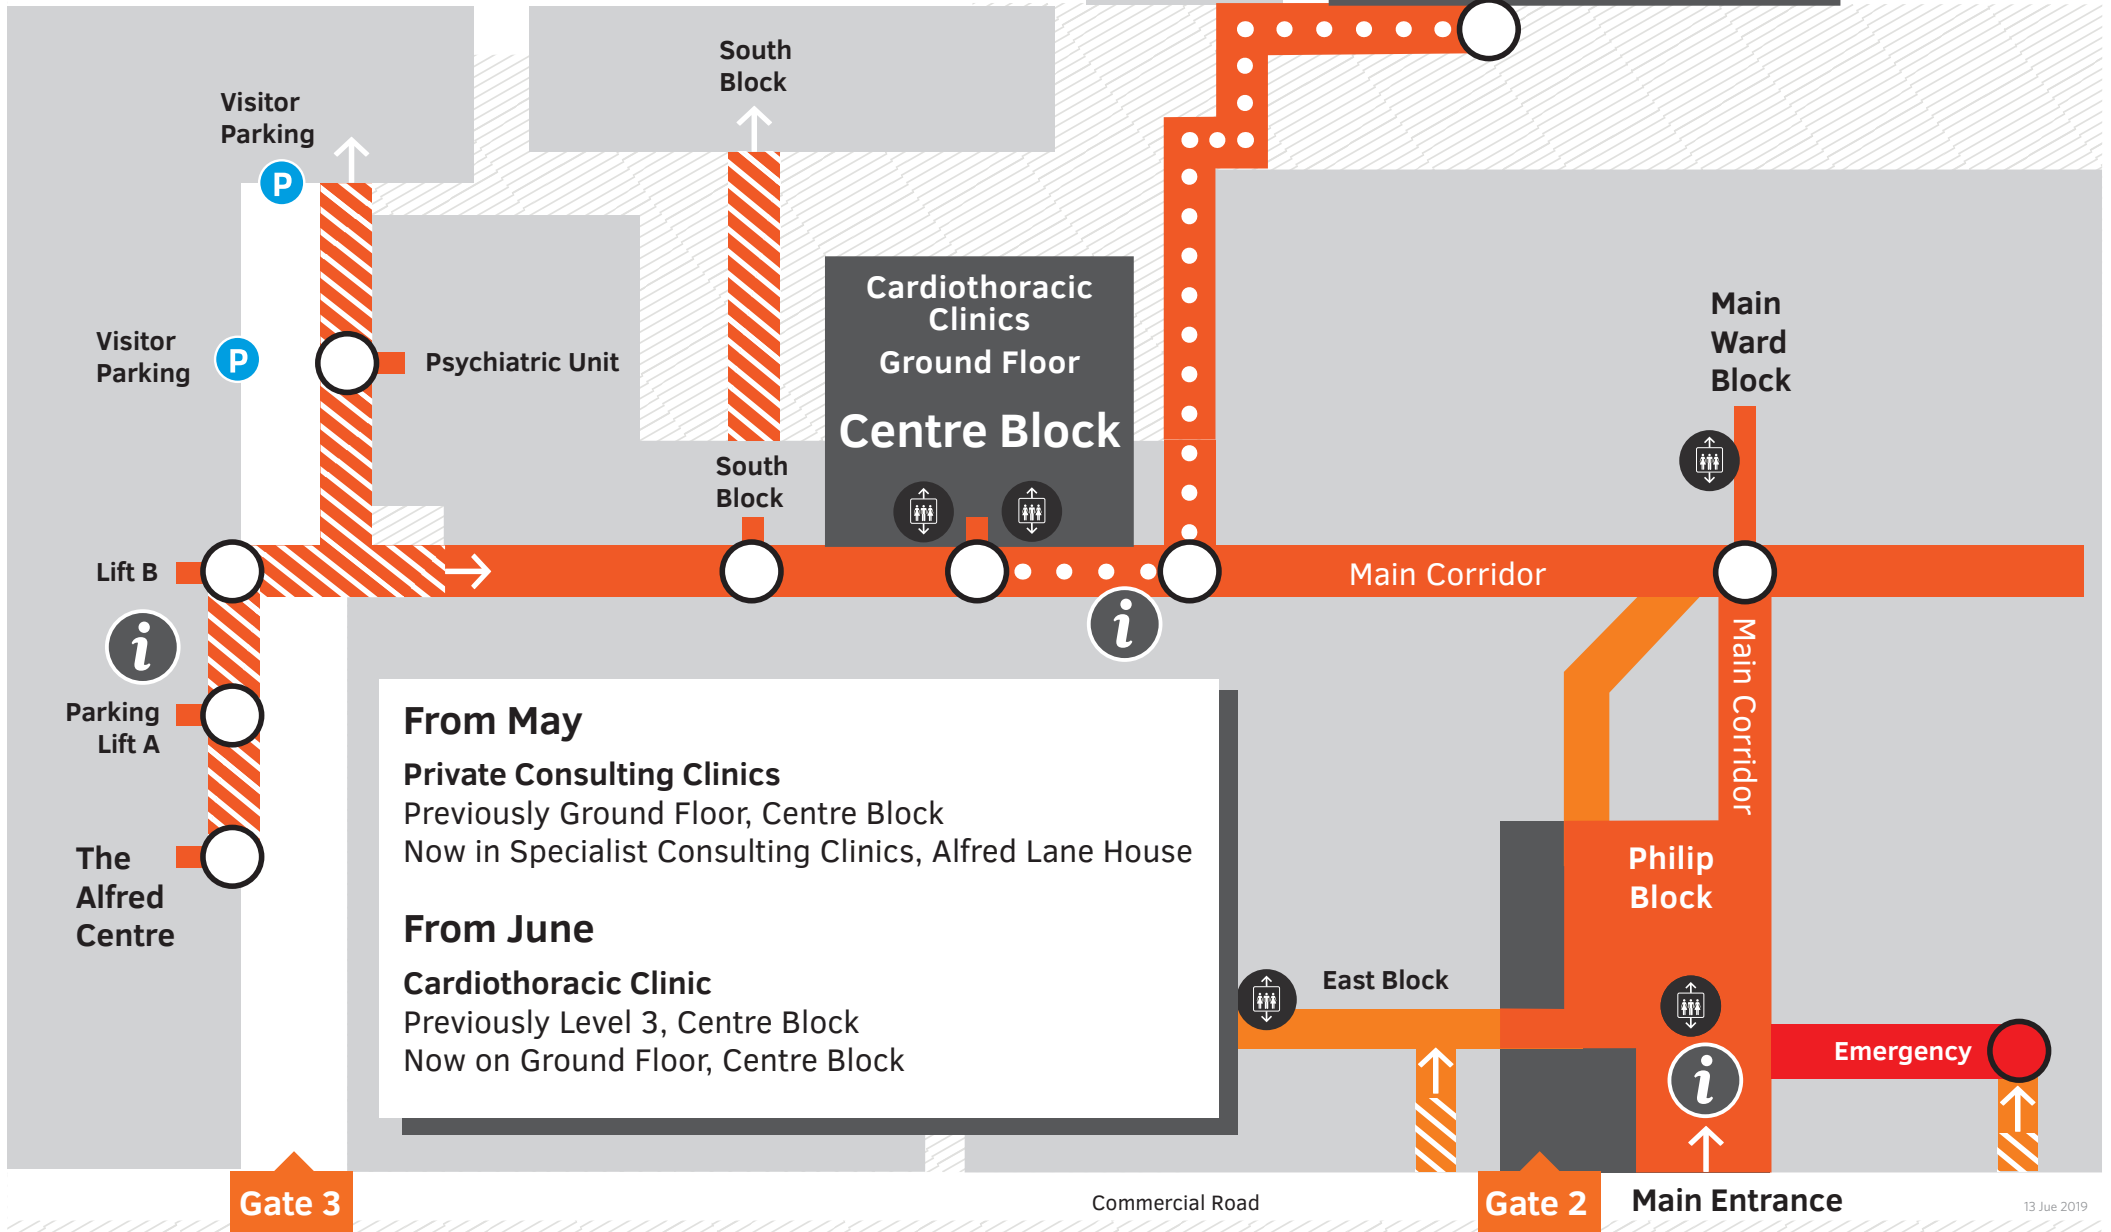 South
Block
Visitor
Parking
P
Visitor
Parking
P
Psychiatric Unit
Cardiothoracic
Clinics
Ground Floor
Centre Block
Main
Ward
Block
South
Block
Lift B
Main Corridor
i
i
Main Corridor
Parking
Lift A
The
Alfred
Centre
From May
Private Consulting Clinics
Previously Ground Floor, Centre Block
Now in Specialist Consulting Clinics, Alfred Lane House
From June
Cardiothoracic Clinic
Previously Level 3, Centre Block
Now on Ground Floor, Centre Block
Philip
Block
East Block
Emergency
i
Gate 3
Commercial Road
Gate 2
Main Entrance
13 Jue 2019